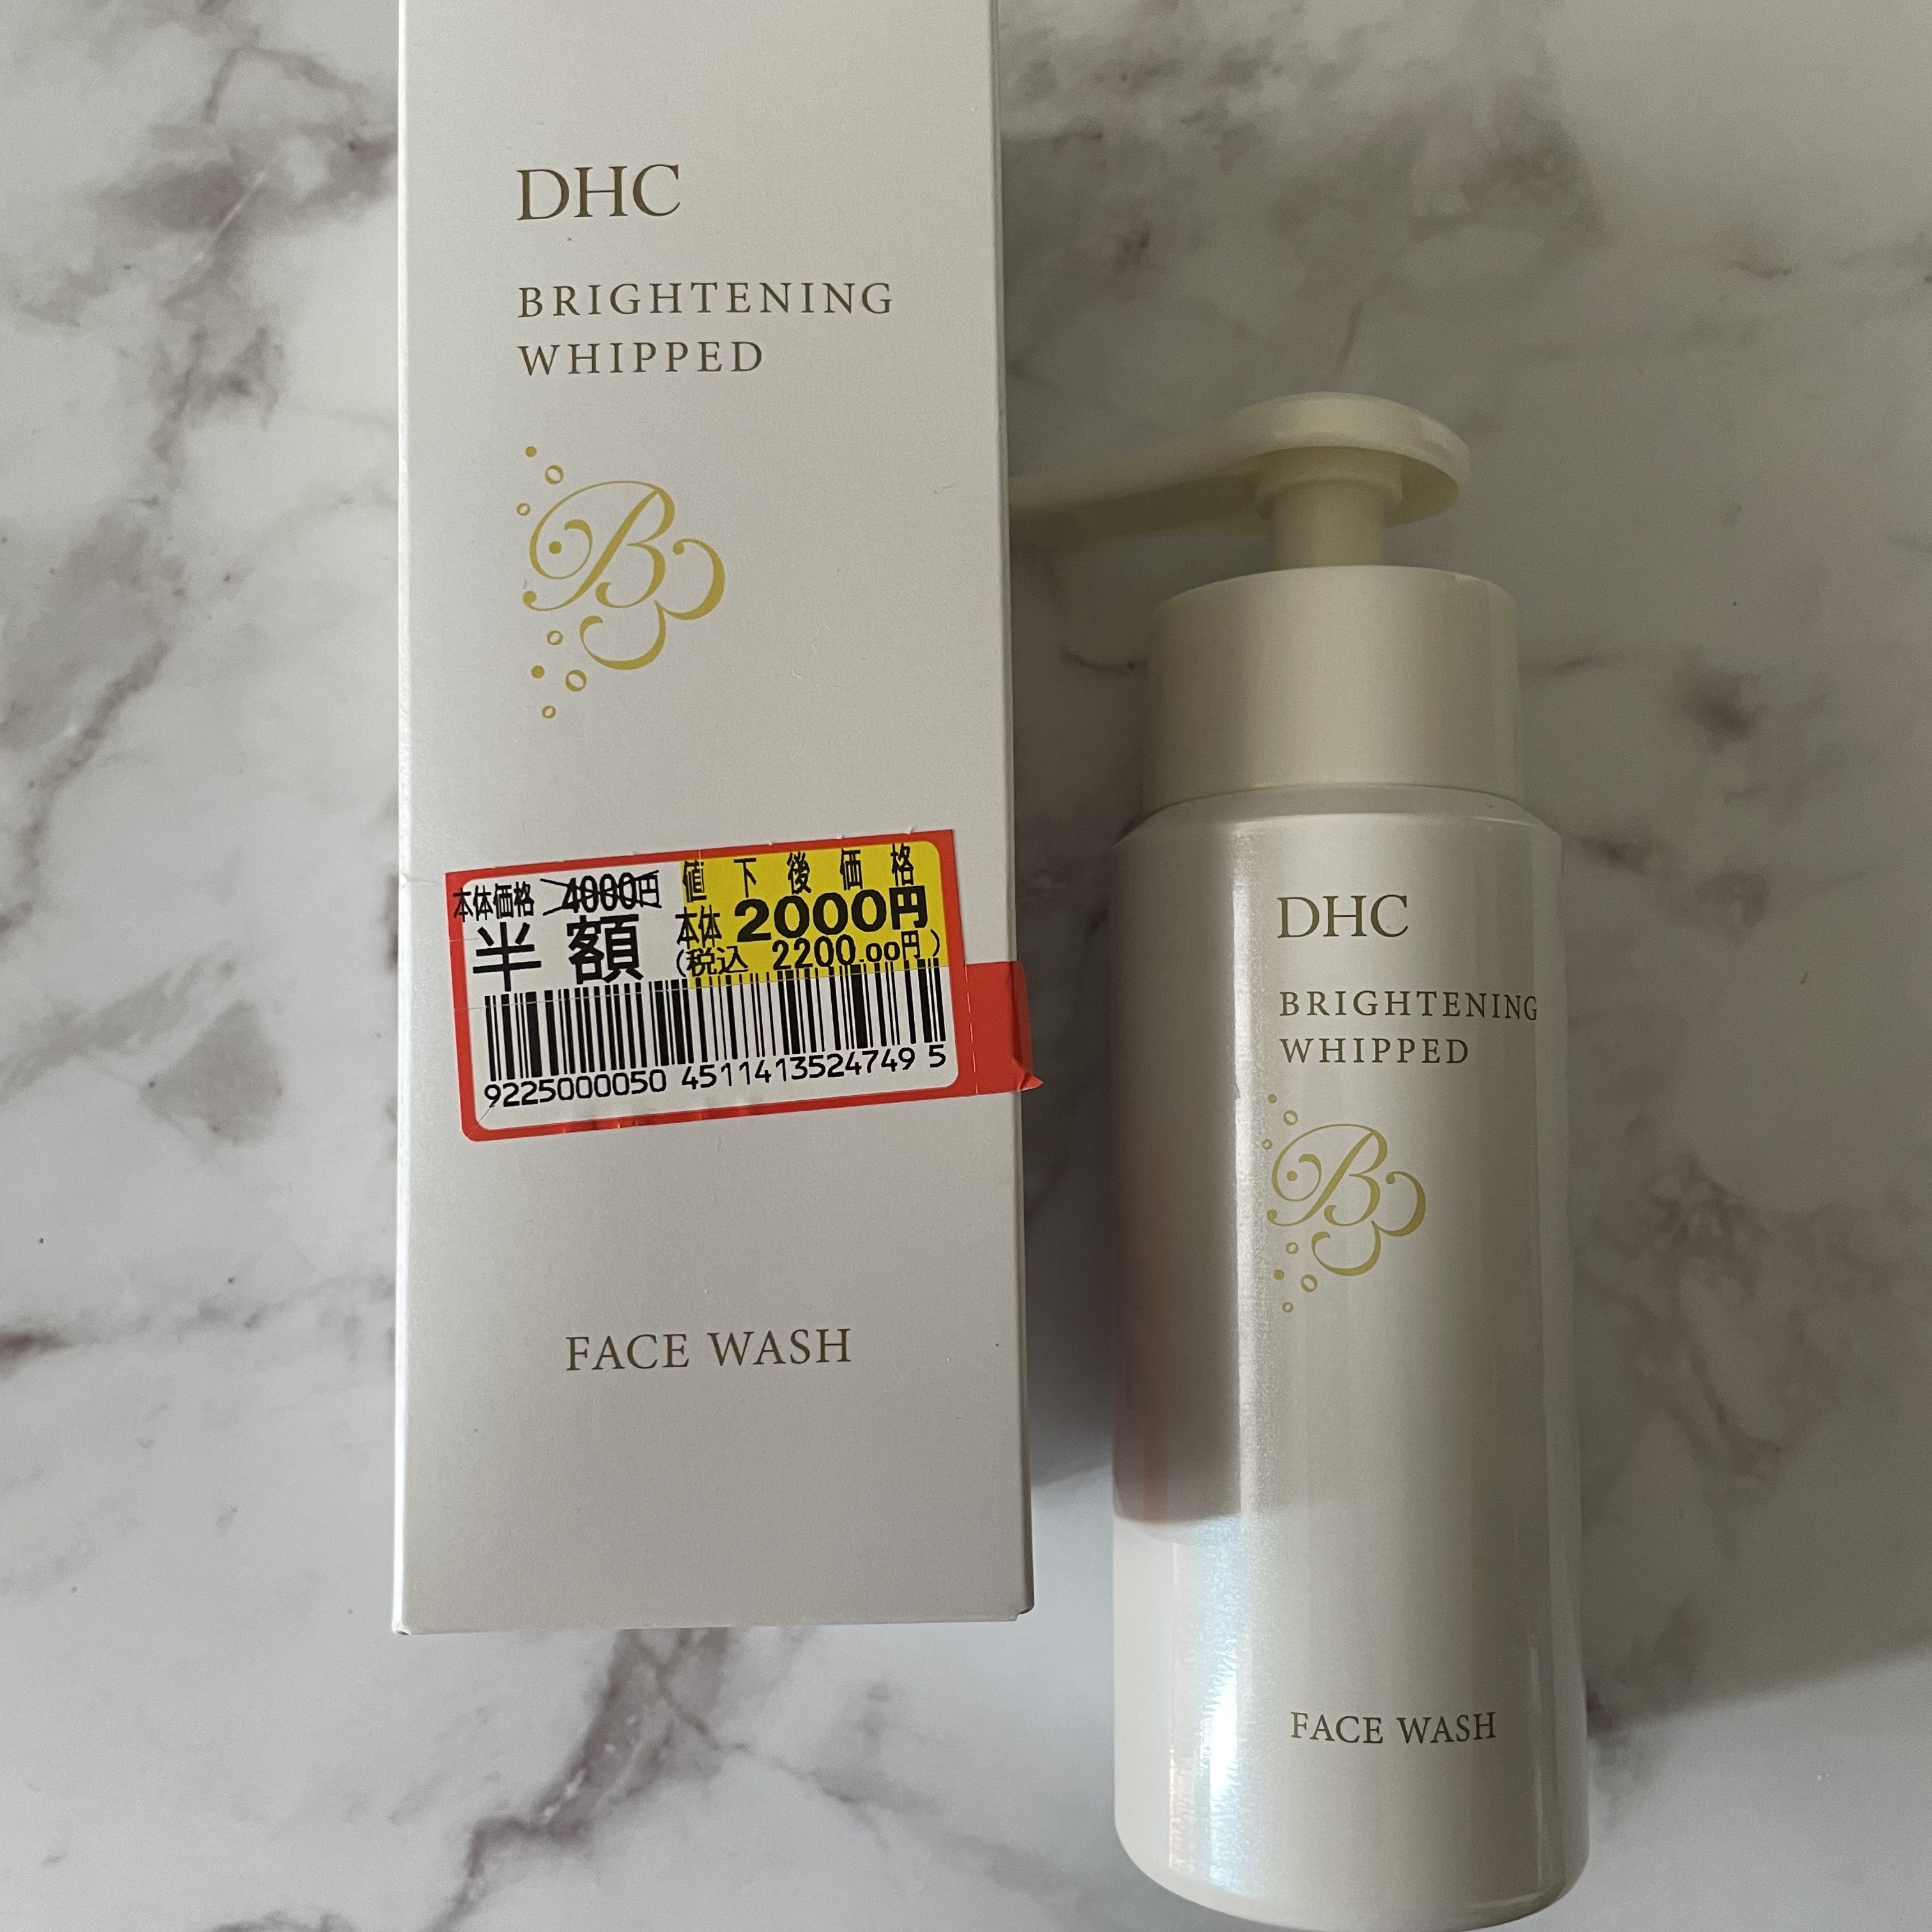 DHC
BRIGHTENING
WHIPPED
B
本体価格 4000円
半額
値下後価格
本体 2000円
(税込 2200.00円)
9225000050 4511413524749 5
FACE WASH
DHC
BRIGHTENING
WHIPPED
B
FACE WASH